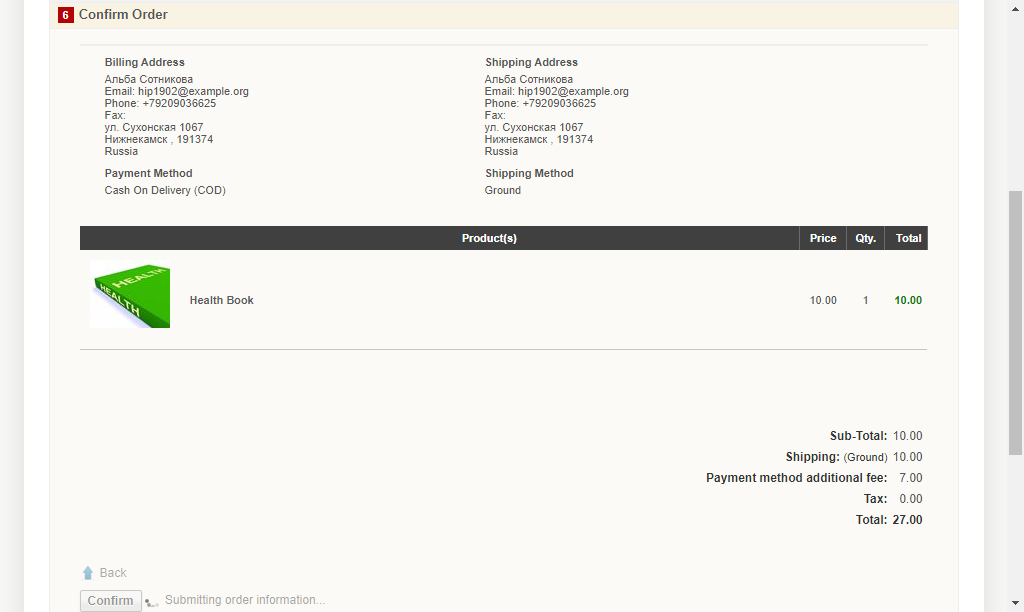 6 Confirm Order
Billing Address
Альба Сотникова
Email: hip1902@example.org
Phone: +79209036625
Fax:
ул. Сухонская 1067
Нижнекамск , 191374
Russia
Payment Method
Cash On Delivery (COD)
Shipping Address
Альба Сотникова
Email: hip1902@example.org
Phone: +79209036625
Fax:
ул. Сухонская 1067
Нижнекамск , 191374
Russia
Shipping Method
Ground
Product(s) Price Qty. Total
HEALTH
HEALTH
Health Book 10.00 1 10.00
Sub-Total: 10.00
Shipping: (Ground) 10.00
Payment method additional fee: 7.00
Tax: 0.00
Total: 27.00
Back
Confirm Submitting order information...